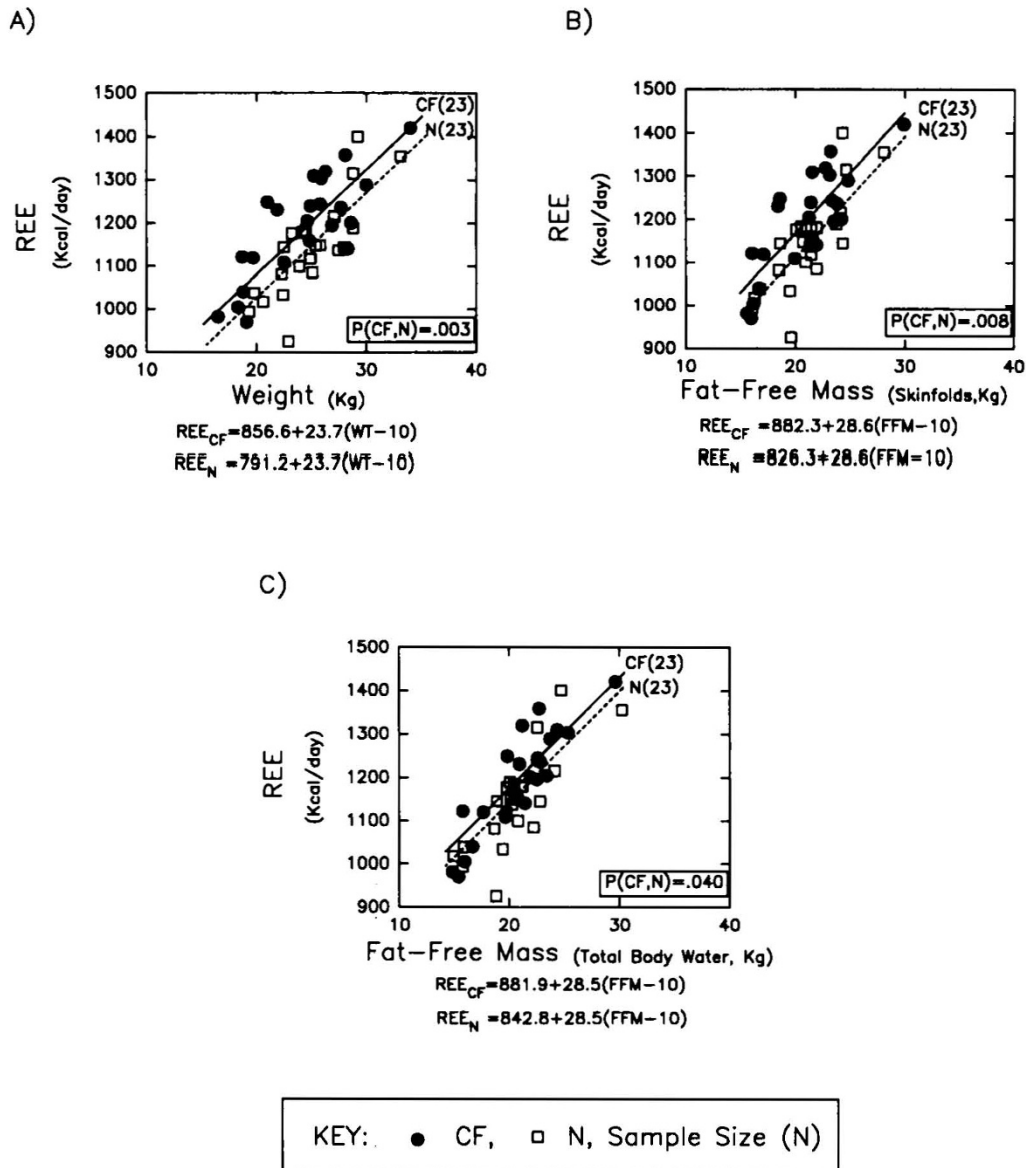 A)
1500
1400
1300
1200
1100
1000
900
REE
(Kcal/day)
CF(23)
N(23)
P(CF,N)=.003
10 20 30 40
Weight (Kg)
REE_CF=856.6+23.7(WT-10)
REE_N =791.2+23.7(WT-10)
B)
1500
1400
1300
1200
1100
1000
900
REE
(Kcal/day)
CF(23)
N(23)
P(CF,N)=.008
10 20 30 40
Fat-Free Mass (Skinfolds,Kg)
REE_CF =882.3+28.6(FFM-10)
REE_N =826.3+28.6(FFM=10)
C)
1500
1400
1300
1200
1100
1000
900
REE
(Kcal/day)
CF(23)
N(23)
P(CF,N)=.040
10 20 30 40
Fat-Free Mass (Total Body Water, Kg)
REE_CF=881.9+28.5(FFM-10)
REE_N =842.8+28.5(FFM-10)
KEY: ● CF, □ N, Sample Size (N)